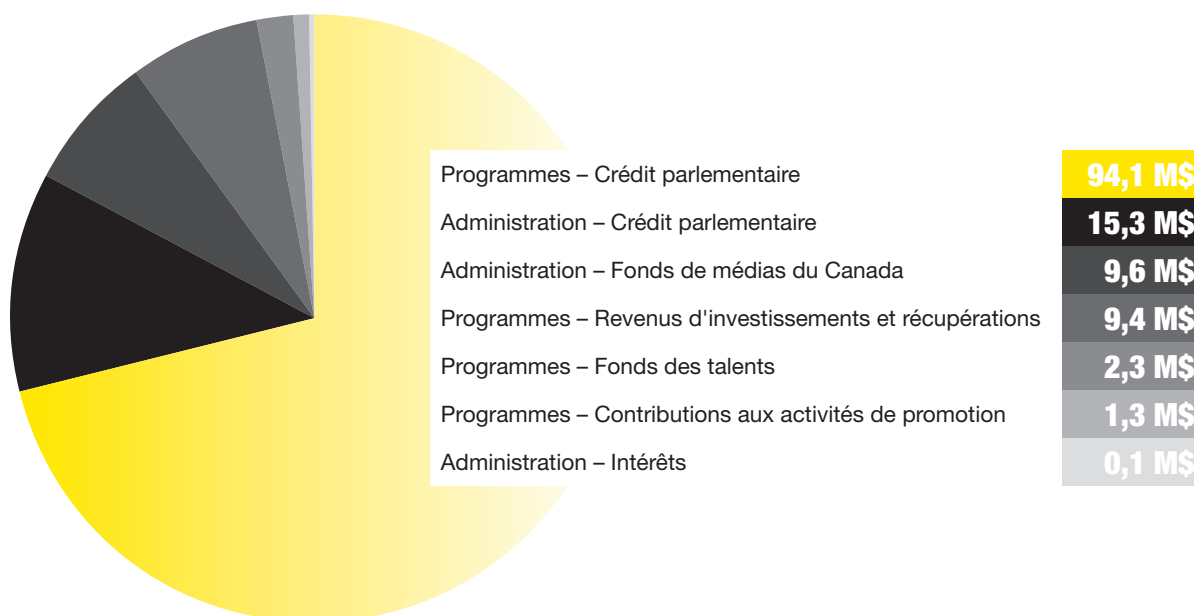 Programmes – Crédit parlementaire 94,1 M$
Administration – Crédit parlementaire 15,3 M$
Administration – Fonds de médias du Canada 9,6 M$
Programmes – Revenus d'investissements et récupérations 9,4 M$
Programmes – Fonds des talents 2,3 M$
Programmes – Contributions aux activités de promotion 1,3 M$
Administration – Intérêts 0,1 M$